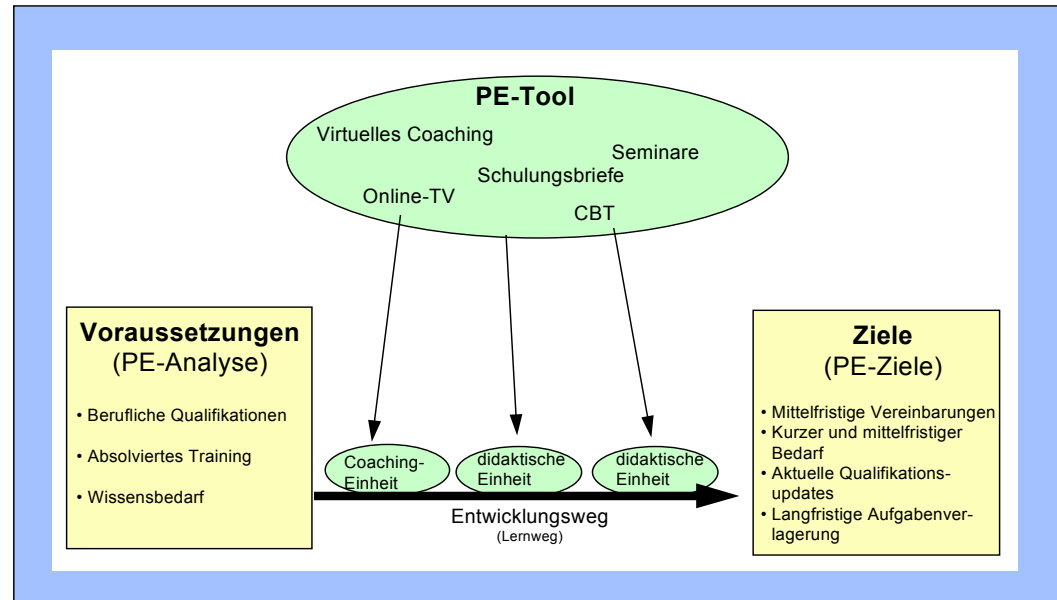 PE-Tool
Virtuelles Coaching
Seminare
Schulungsbriefe
Online-TV
CBT
Voraussetzungen
(PE-Analyse)
• Berufliche Qualifikationen
• Absolviertes Training
• Wissensbedarf
Coaching-
Einheit
didaktische
Einheit
didaktische
Einheit
Entwicklungsweg
(Lernweg)
Ziele
(PE-Ziele)
• Mittelfristige Vereinbarungen
• Kurzer und mittelfristiger
Bedarf
• Aktuelle Qualifikations-
updates
• Langfristige Aufgabenver-
lagerung